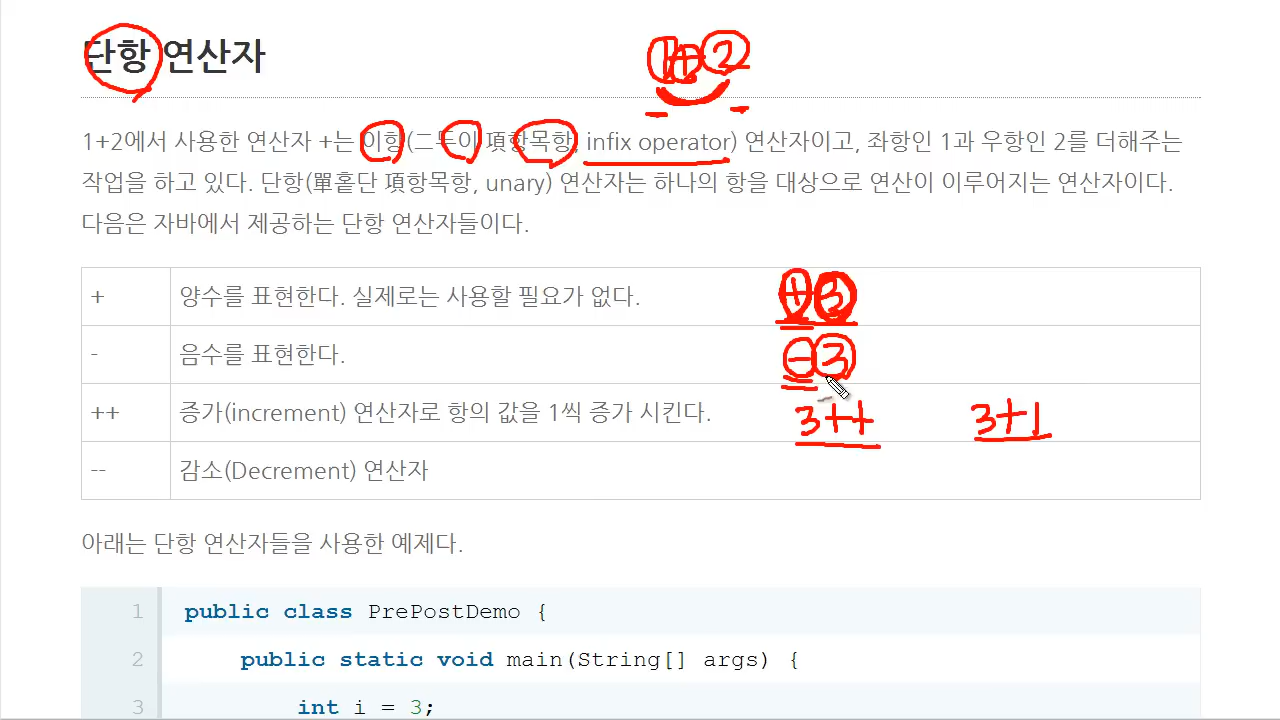 단항 연산자
1+2
1+2에서 사용한 연산자 +는 이항(二두이 項항목항, infix operator) 연산자이고, 좌항인 1과 우항인 2를 더해주는
작업을 하고 있다. 단항(單홑단 項항목항, unary) 연산자는 하나의 항을 대상으로 연산이 이루어지는 연산자이다.
다음은 자바에서 제공하는 단항 연산자들이다.
+ 양수를 표현한다. 실제로는 사용할 필요가 없다. +3
- 음수를 표현한다. -3
++ 증가(increment) 연산자로 항의 값을 1씩 증가 시킨다. 3++ 3+1
-- 감소(Decrement) 연산자
아래는 단항 연산자들을 사용한 예제다.
1 public class PrePostDemo {
2 public static void main(String[] args) {
3 int i = 3;